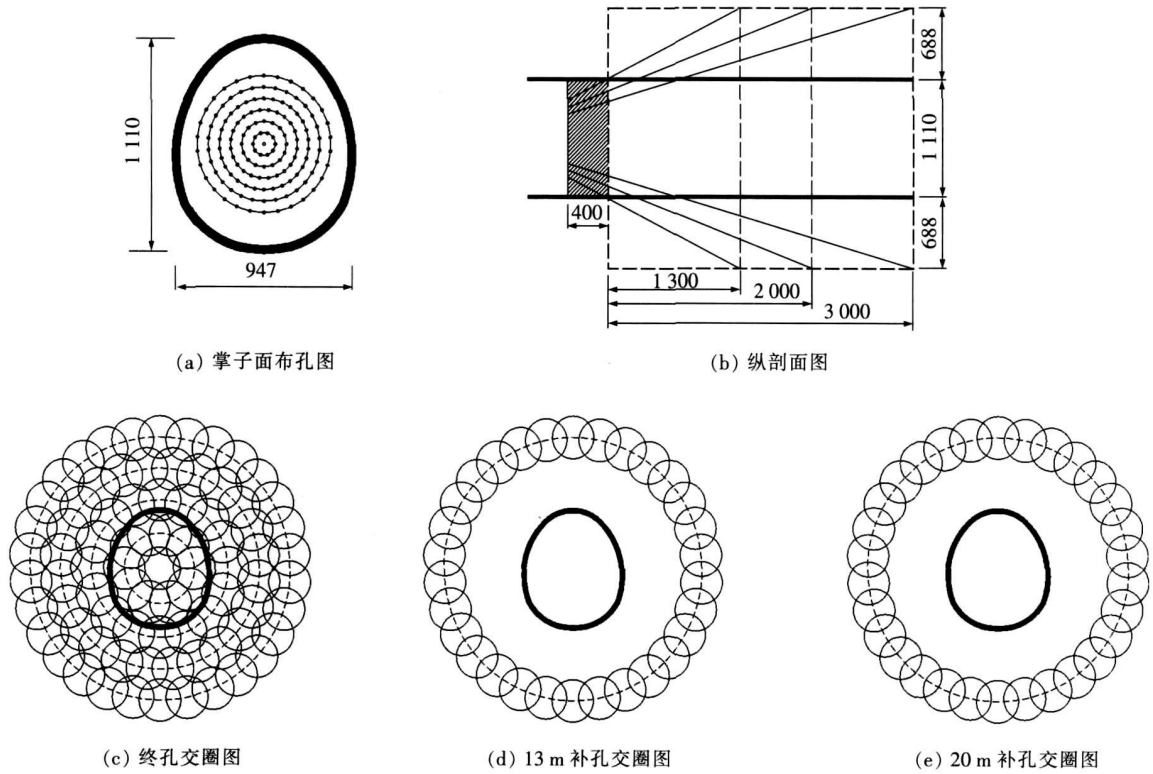 1 110
947
(a) 掌子面布孔图
688
1 110
688
400
1 300
2 000
3 000
(b) 纵剖面图
(c) 终孔交圈图
(d) 13 m 补孔交圈图
(e) 20 m 补孔交圈图